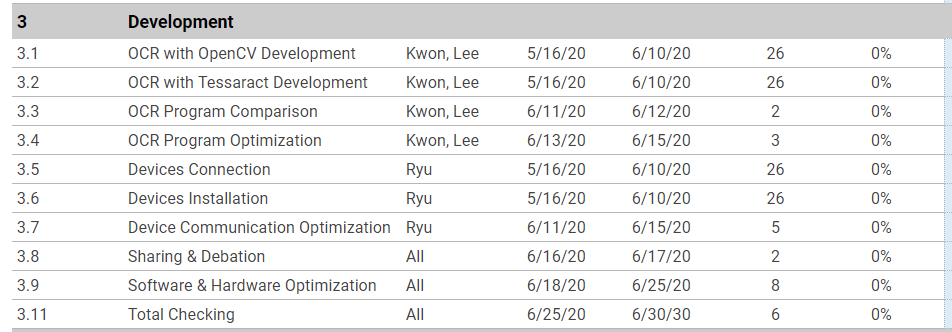 3 Development
3.1 OCR with OpenCV Development Kwon, Lee 5/16/20 6/10/20 26 0%
3.2 OCR with Tessaract Development Kwon, Lee 5/16/20 6/10/20 26 0%
3.3 OCR Program Comparison Kwon, Lee 6/11/20 6/12/20 2 0%
3.4 OCR Program Optimization Kwon, Lee 6/13/20 6/15/20 3 0%
3.5 Devices Connection Ryu 5/16/20 6/10/20 26 0%
3.6 Devices Installation Ryu 5/16/20 6/10/20 26 0%
3.7 Device Communication Optimization Ryu 6/11/20 6/15/20 5 0%
3.8 Sharing & Debation All 6/16/20 6/17/20 2 0%
3.9 Software & Hardware Optimization All 6/18/20 6/25/20 8 0%
3.11 Total Checking All 6/25/20 6/30/30 6 0%